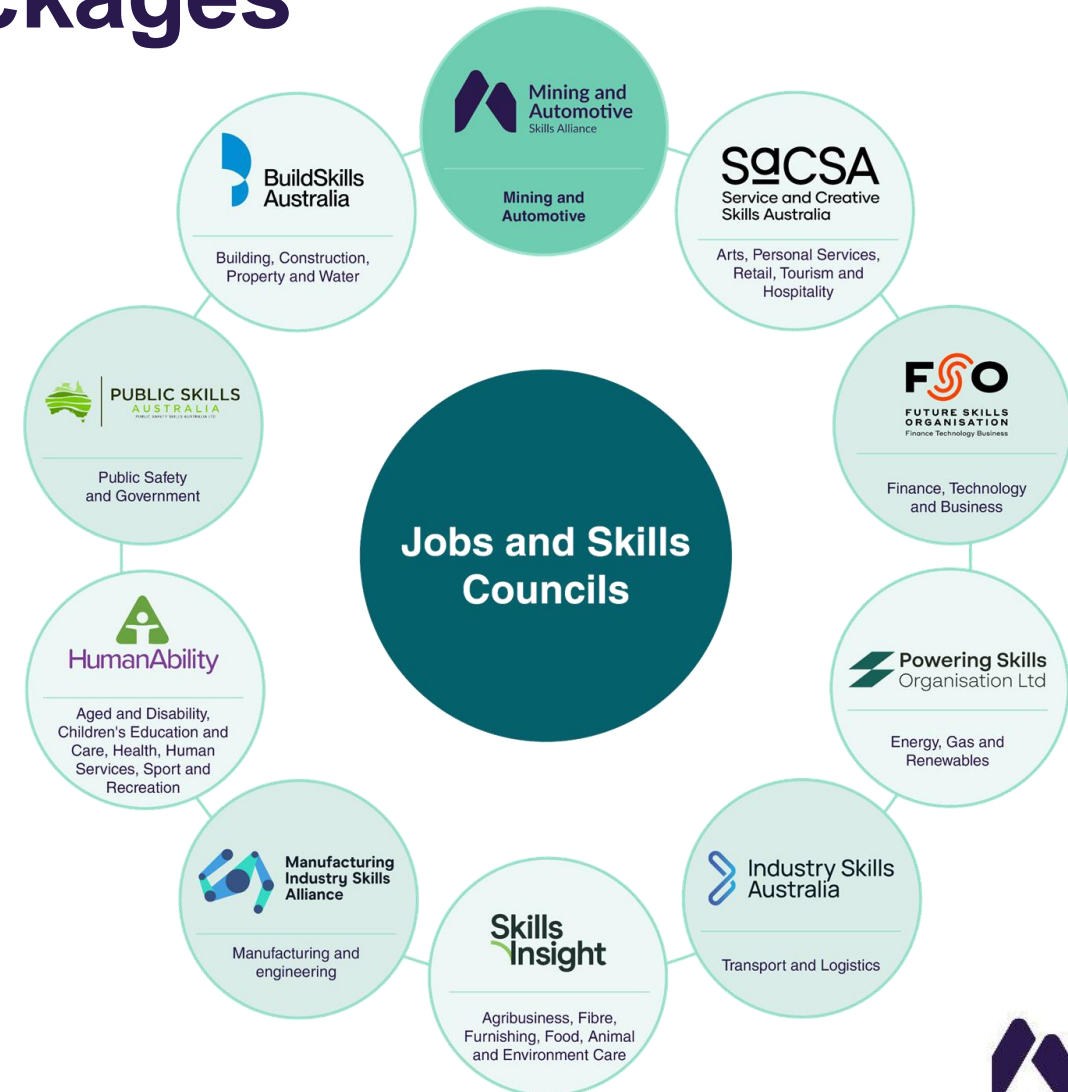 ckages
Mining and
Automotive
Skills Alliance
Mining and
Automotive
SaCSA
Service and Creative
Skills Australia
Arts, Personal Services,
Retail, Tourism and
Hospitality
FSO
FUTURE SKILLS
ORGANISATION
Finance Technology Business
Finance, Technology
and Business
Powering Skills
Organisation Ltd
Energy, Gas and
Renewables
Industry Skills
Australia
Transport and Logistics
Skills
Insight
Agribusiness, Fibre,
Furnishing, Food, Animal
and Environment Care
Manufacturing
Industry Skills
Alliance
Manufacturing and
engineering
HumanAbility
Aged and Disability,
Children's Education and
Care, Health, Human
Services, Sport and
Recreation
PUBLIC SKILLS
AUSTRALIA
PUBLIC SAFETY SKILLS AUSTRALIA LTD
Public Safety
and Government
BuildSkills
Australia
Building, Construction,
Property and Water
Jobs and Skills
Councils